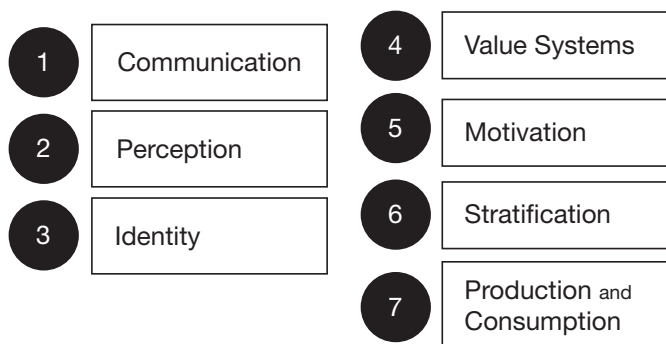 1 Communication
2 Perception
3 Identity
4 Value Systems
5 Motivation
6 Stratification
7 Production and
Consumption